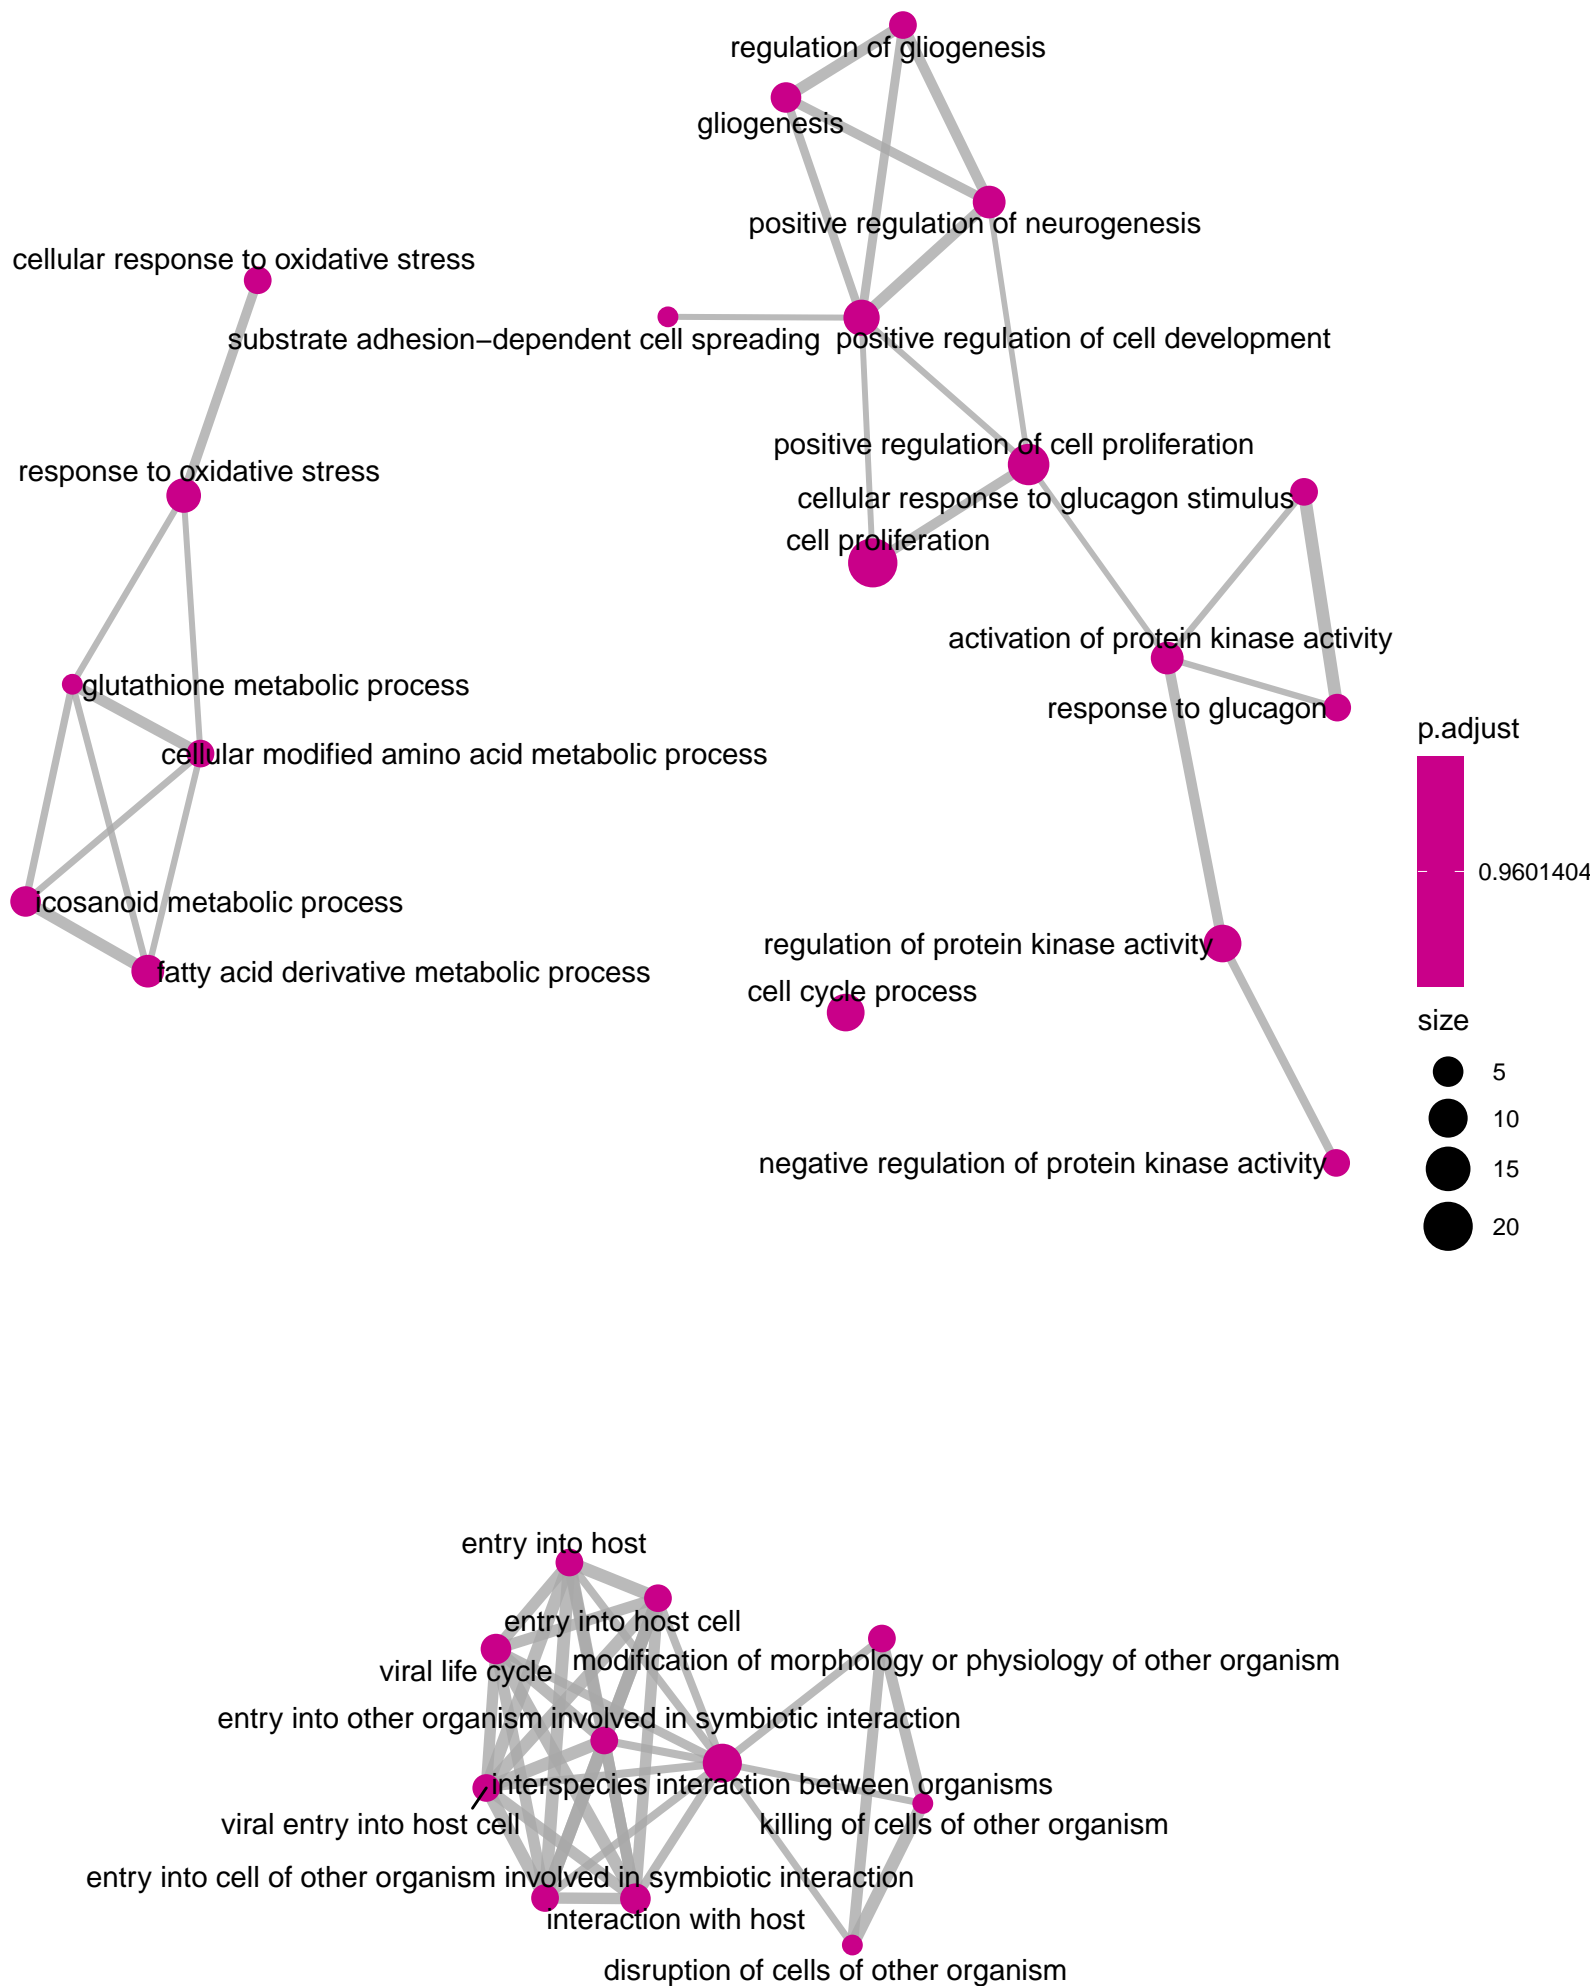 regulation of gliogenesis
gliogenesis
positive regulation of neurogenesis
cellular response to oxidative stress
substrate adhesion−dependent cell spreading
positive regulation of cell development
positive regulation of cell proliferation
response to oxidative stress
cellular response to glucagon stimulus
cell proliferation
activation of protein kinase activity
glutathione metabolic process
response to glucagon
p.adjust
cellular modified amino acid metabolic process
0.9601404
icosanoid metabolic process
regulation of protein kinase activity
fatty acid derivative metabolic process
cell cycle process
size
5
10
15
negative regulation of protein kinase activity
20
entry into host
entry into host cell
viral life cycle
modification of morphology or physiology of other organism
entry into other organism involved in symbiotic interaction
interspecies interaction between organisms
viral entry into host cell
killing of cells of other organism
entry into cell of other organism involved in symbiotic interaction
interaction with host
disruption of cells of other organism